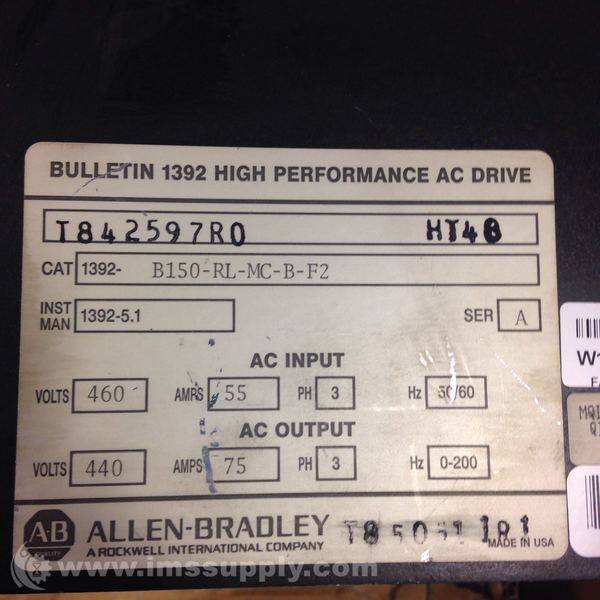 BULLETIN 1392 HIGH PERFORMANCE AC DRIVE
T842597R0 HT48
CAT 1392- B150-RL-MC-B-F2
INST MAN 1392-5.1 SER A
AC INPUT
VOLTS 460 AMPS 55 PH 3 Hz 50/60
AC OUTPUT
VOLTS 440 AMPS 75 PH 3 Hz 0-200
AB QUALITY ALLEN-BRADLEY
A ROCKWELL INTERNATIONAL COMPANY MADE IN USA
© www.imssupply.com